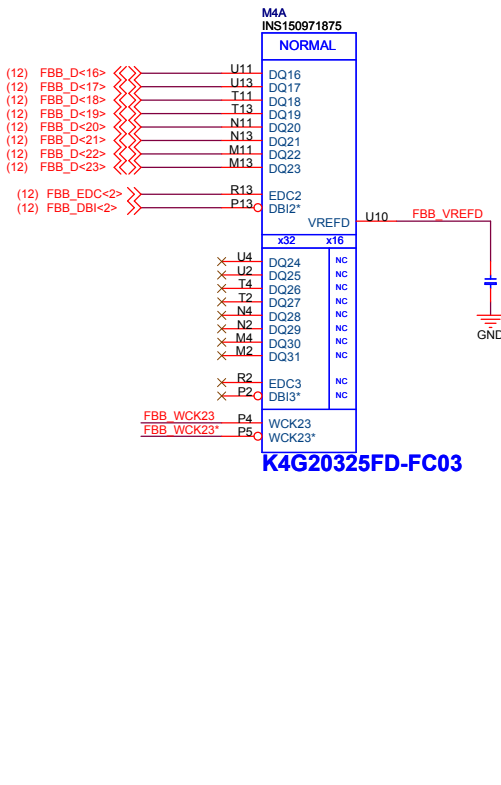 M4A
INS150971875
NORMAL
(12) FBB_D<16> U11 DQ16
(12) FBB_D<17> U13 DQ17
(12) FBB_D<18> T11 DQ18
(12) FBB_D<19> T13 DQ19
(12) FBB_D<20> N11 DQ20
(12) FBB_D<21> N13 DQ21
(12) FBB_D<22> M11 DQ22
(12) FBB_D<23> M13 DQ23
(12) FBB_EDC<2> R13 EDC2
(12) FBB_DBI<2> P13 DBI2*
VREFD U10 FBB_VREFD
x32 x16
U4 DQ24 NC
U2 DQ25 NC
T4 DQ26 NC
T2 DQ27 NC
N4 DQ28 NC
N2 DQ29 NC
M4 DQ30 NC
M2 DQ31 NC
GND
R2 EDC3 NC
P2 DBI3* NC
FBB_WCK23 P4 WCK23
FBB_WCK23* P5 WCK23*
K4G20325FD-FC03